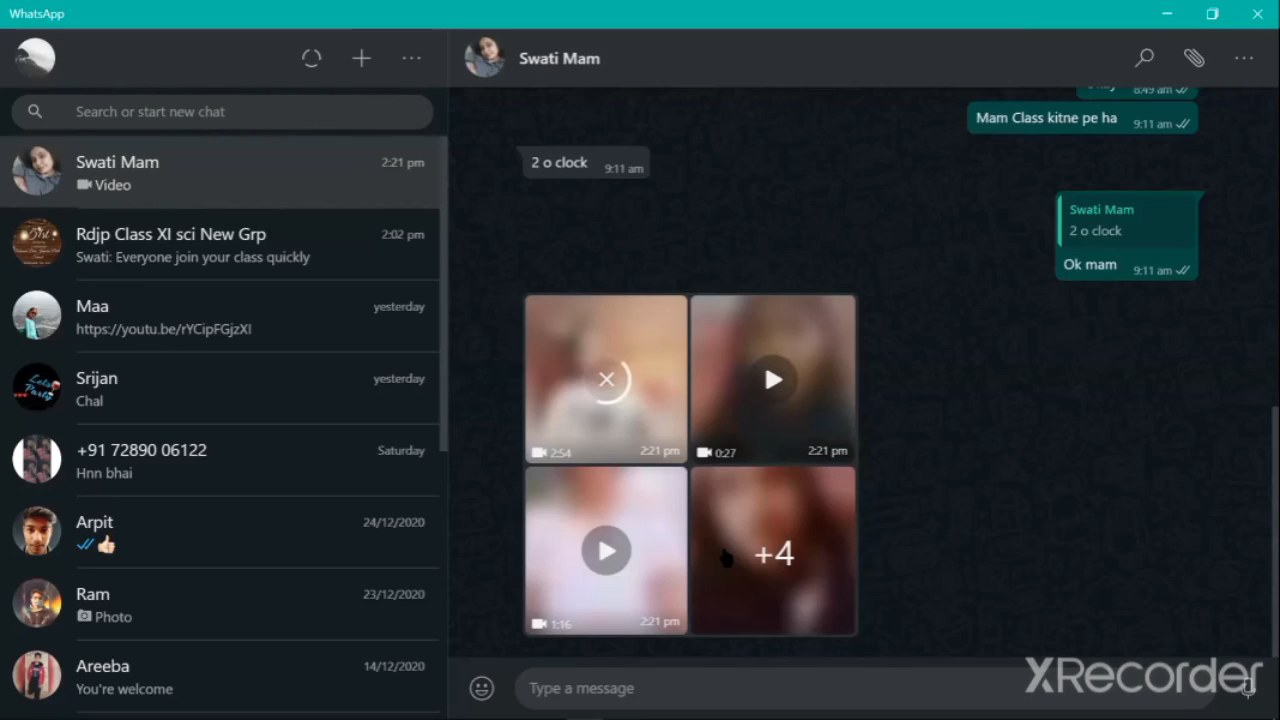 WhatsApp
Swati Mam
Search or start new chat
8:49 am
Mam Class kitne pe ha 9:11 am
Swati Mam 2:21 pm
Video
2 o clock 9:11 am
Swati Mam
2 o clock
Ok mam 9:11 am
Rdjp Class XI sci New Grp 2:02 pm
Swati: Everyone join your class quickly
Maa yesterday
https://youtu.be/rYCipFGjzXI
Srijan yesterday
Chal
+91 72890 06122 Saturday
Hnn bhai
Arpit 24/12/2020
Ram 23/12/2020
Photo
Areeba 14/12/2020
You're welcome
2:54 2:21 pm
0:27 2:21 pm
1:16 2:21 pm
+4
Type a message
XRecorder